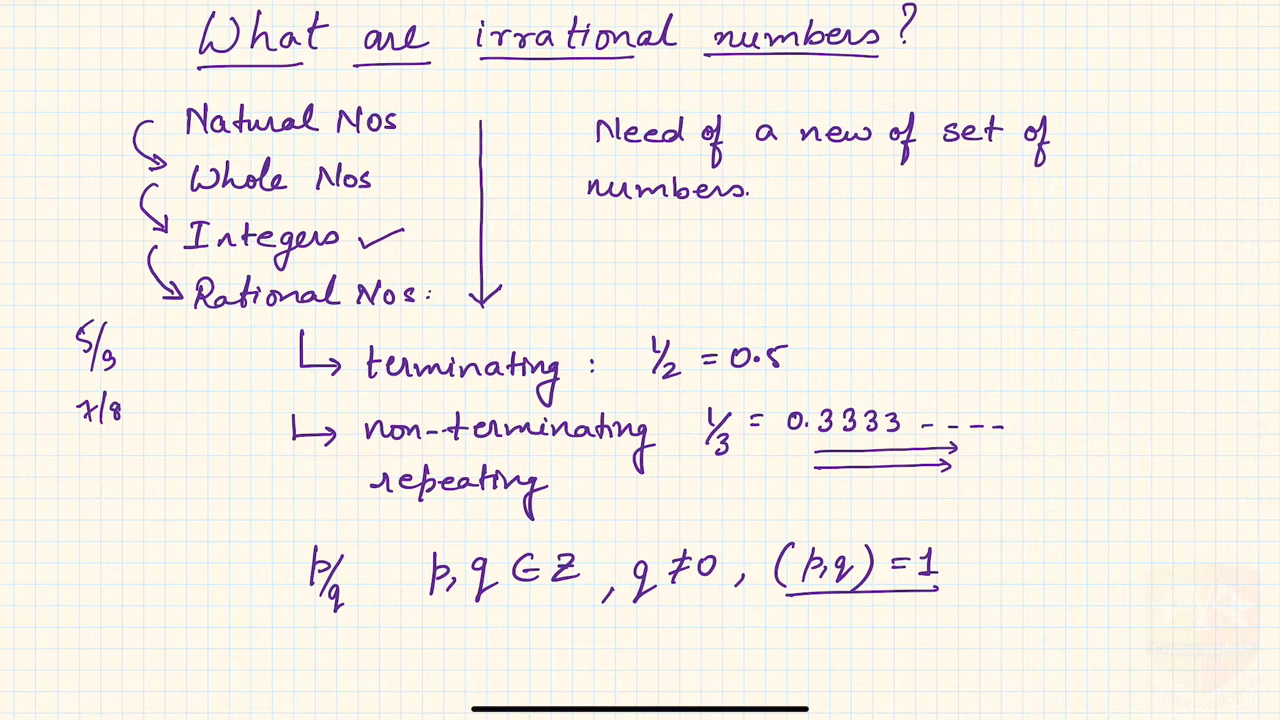 What are irrational numbers?
Natural Nos
Whole Nos
Integers ✓
Rational Nos:
Need of a new of set of
numbers.
5/9
7/8
↳ terminating : 1/2 = 0.5
↳ non-terminating 1/3 = 0.3333 ----
repeating
p/q p, q ∈ Z , q ≠ 0 , (p,q) = 1